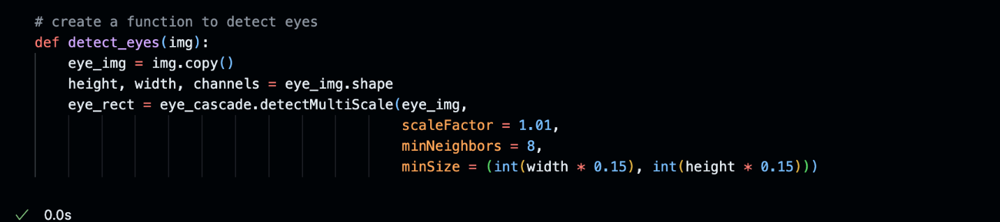 # create a function to detect eyes
def detect_eyes(img):
    eye_img = img.copy()
    height, width, channels = eye_img.shape
    eye_rect = eye_cascade.detectMultiScale(eye_img,
                                            scaleFactor = 1.01,
                                            minNeighbors = 8,
                                            minSize = (int(width * 0.15), int(height * 0.15)))
✓ 0.0s